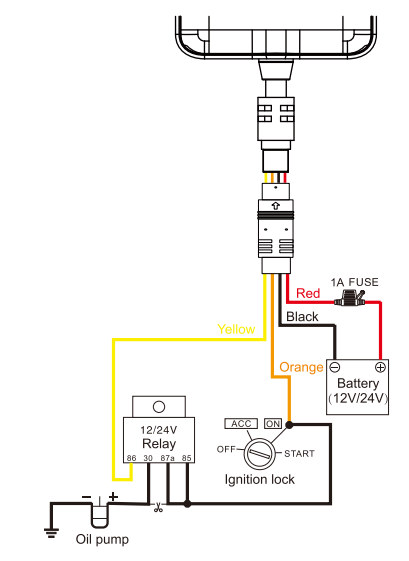 1A FUSE
Red
Black
Yellow
Orange
− +
Battery
(12V/24V)
ACC ON
12/24V
Relay
OFF START
86 30 87a 85
Ignition lock
− +
Oil pump